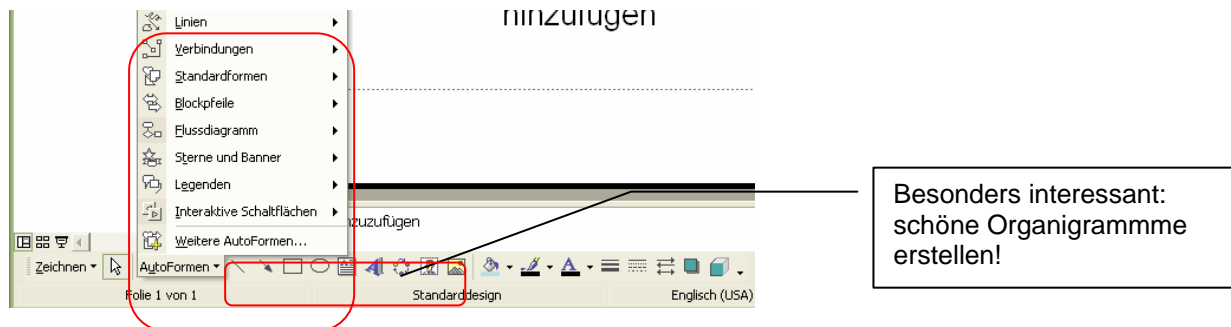 hinzufügen
Linien
Verbindungen
Standardformen
Blockpfeile
Flussdiagramm
Sterne und Banner
Legenden
Interaktive Schaltflächen
Weitere AutoFormen...
nzuzufügen
Besonders interessant:
schöne Organigrammme
erstellen!
Zeichnen AutoFormen
Folie 1 von 1 Standarddesign Englisch (USA)